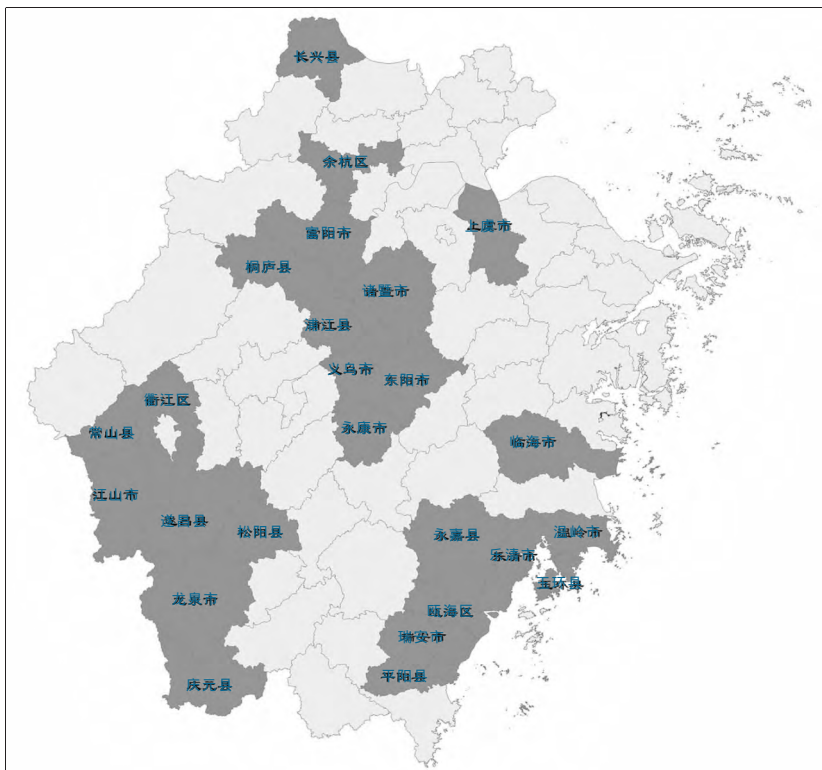 长兴县
余杭区
上虞市
富阳市
桐庐县
诸暨市
浦江县
义乌市
东阳市
衢江区
永康市
常山县
临海市
江山市
遂昌县
松阳县
永嘉县
温岭市
乐清市
玉环县
龙泉市
瓯海区
瑞安市
平阳县
庆元县